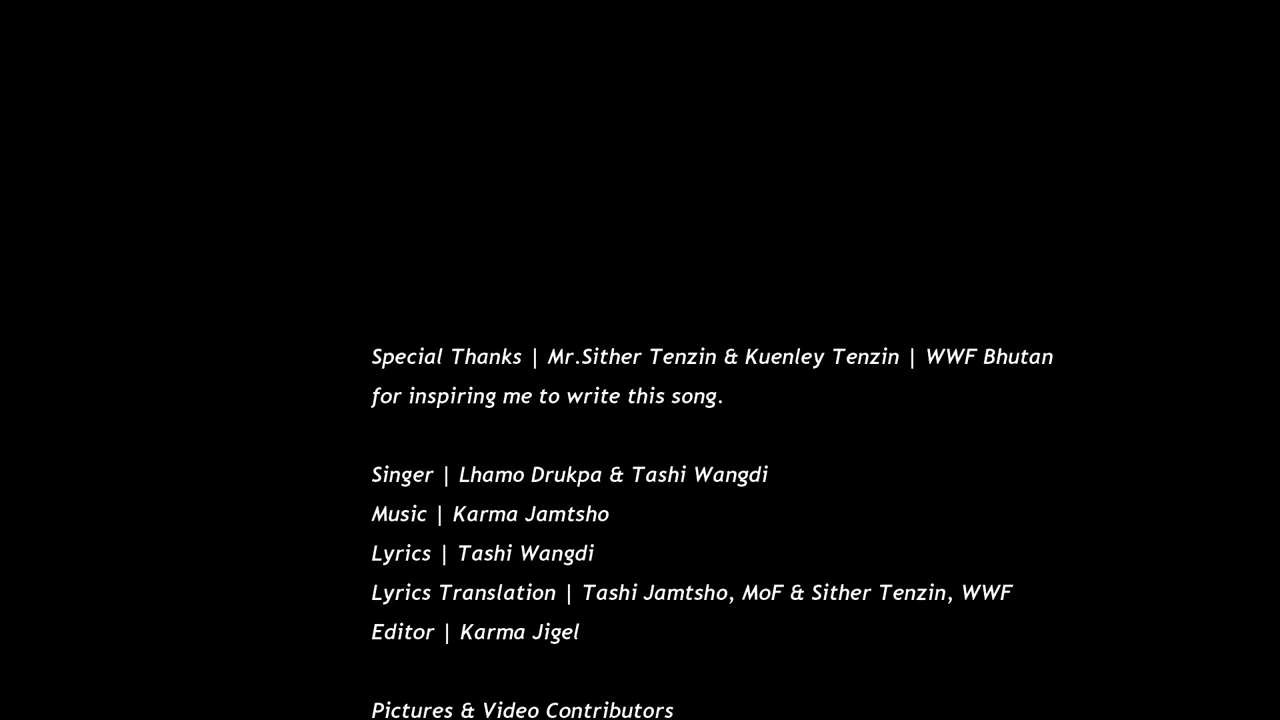 Special Thanks | Mr.Sither Tenzin & Kuenley Tenzin | WWF Bhutan
for inspiring me to write this song.
Singer | Lhamo Drukpa & Tashi Wangdi
Music | Karma Jamtsho
Lyrics | Tashi Wangdi
Lyrics Translation | Tashi Jamtsho, MoF & Sither Tenzin, WWF
Editor | Karma Jigel
Pictures & Video Contributors